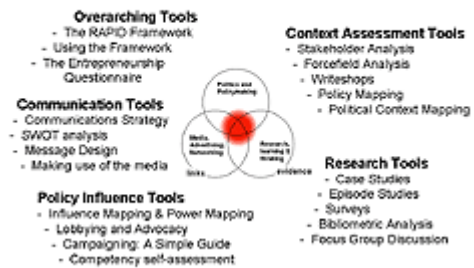 Overarching Tools
- The RAPID Framework
- Using the Framework
- The Entrepreneurship
Questionnaire
Context Assessment Tools
- Stakeholder Analysis
- Forcefield Analysis
- Writeshops
- Policy Mapping
- Political Context Mapping
Communication Tools
- Communications Strategy
- SWOT analysis
- Message Design
- Making use of the media
Politics and
Policymaking
Media,
Advertising,
Networking
Research,
learning &
thinking
links
evidence
Research Tools
- Case Studies
- Episode Studies
- Surveys
- Bibliometric Analysis
- Focus Group Discussion
Policy Influence Tools
- Influence Mapping & Power Mapping
- Lobbying and Advocacy
- Campaigning: A Simple Guide
- Competency self-assessment